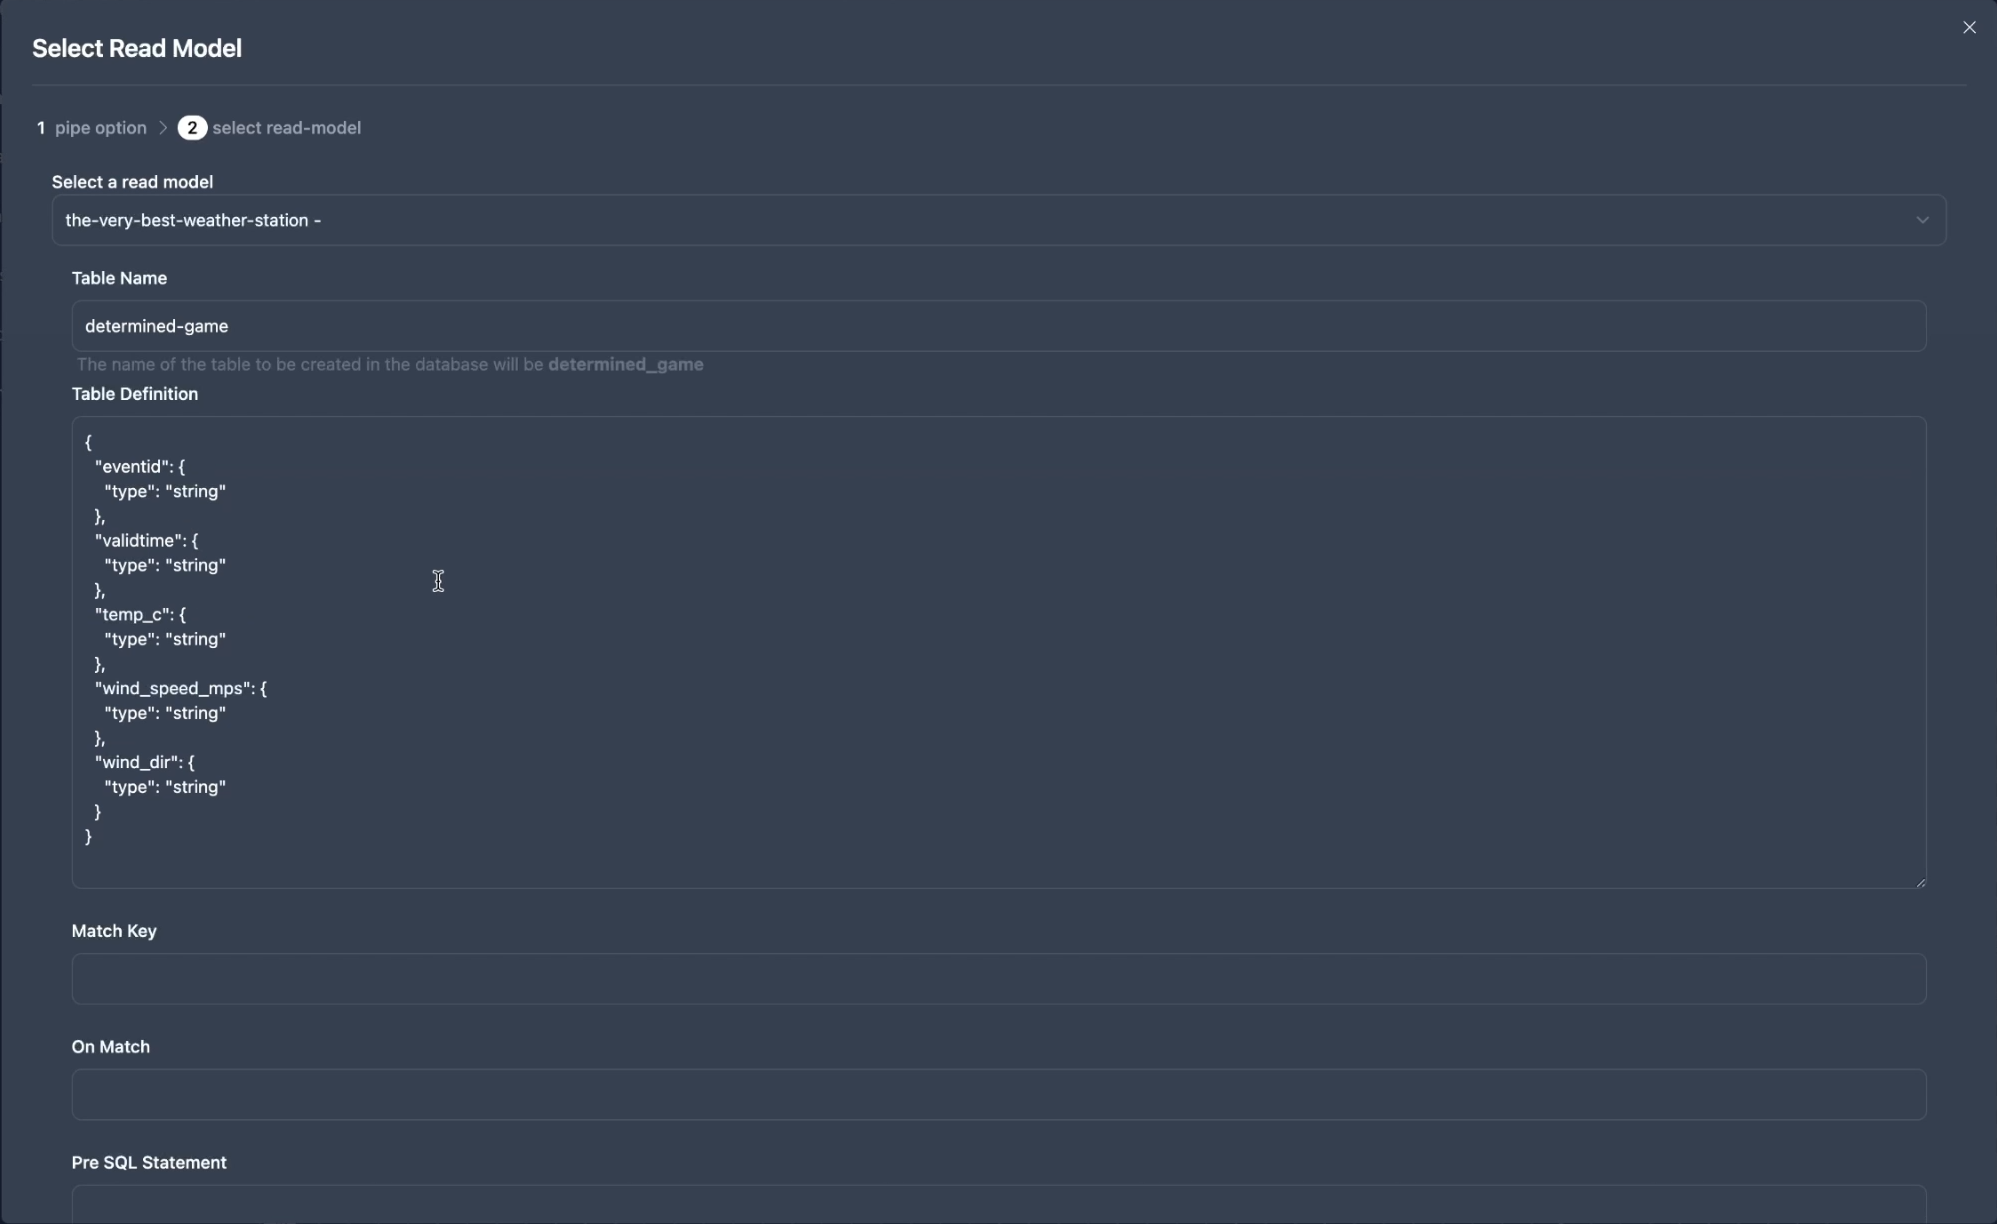 Select Read Model
1 pipe option > 2 select read-model
Select a read model
the-very-best-weather-station -
Table Name
determined-game
The name of the table to be created in the database will be determined_game
Table Definition
{
"eventid": {
"type": "string"
},
"validtime": {
"type": "string"
},
"temp_c": {
"type": "string"
},
"wind_speed_mps": {
"type": "string"
},
"wind_dir": {
"type": "string"
}
}
Match Key
On Match
Pre SQL Statement